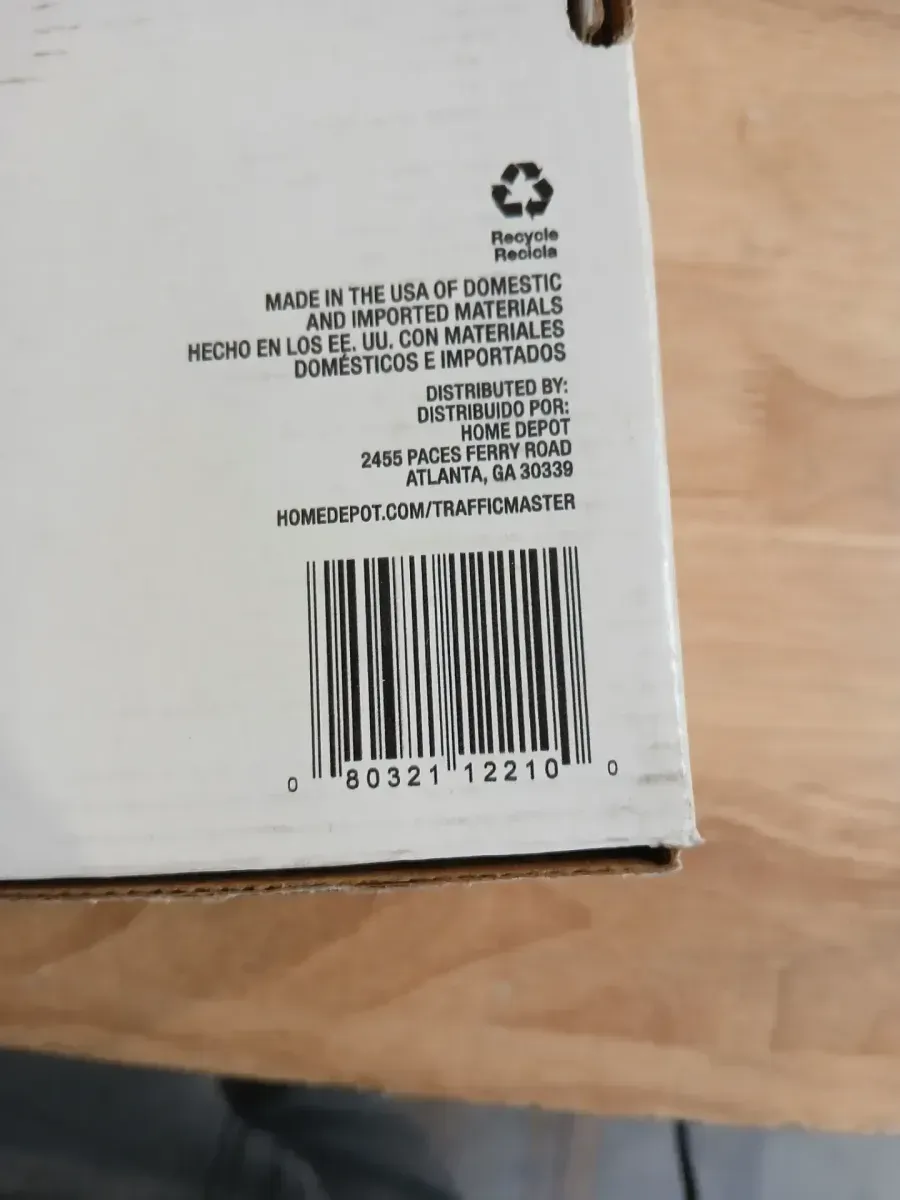 Recycle
Recicla
MADE IN THE USA OF DOMESTIC
AND IMPORTED MATERIALS
HECHO EN LOS EE. UU. CON MATERIALES
DOMÉSTICOS E IMPORTADOS
DISTRIBUTED BY:
DISTRIBUIDO POR:
HOME DEPOT
2455 PACES FERRY ROAD
ATLANTA, GA 30339
HOMEDEPOT.COM/TRAFFICMASTER
0 80321 12210 0